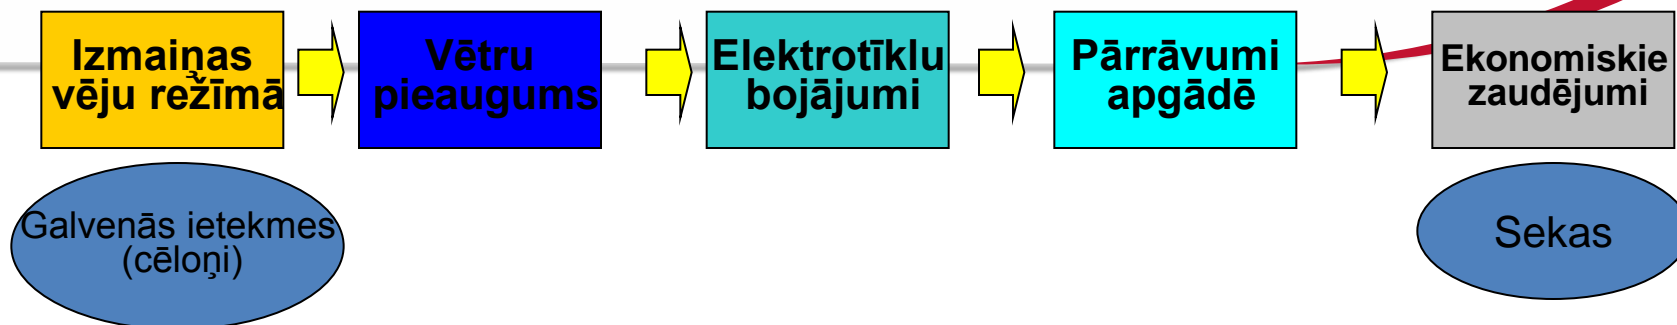 Izmaiņas
vēju režīmā
Vētru
pieaugums
Elektrotīklu
bojājumi
Pārrāvumi
apgādē
Ekonomiskie
zaudējumi
Galvenās ietekmes
(cēloņi)
Sekas